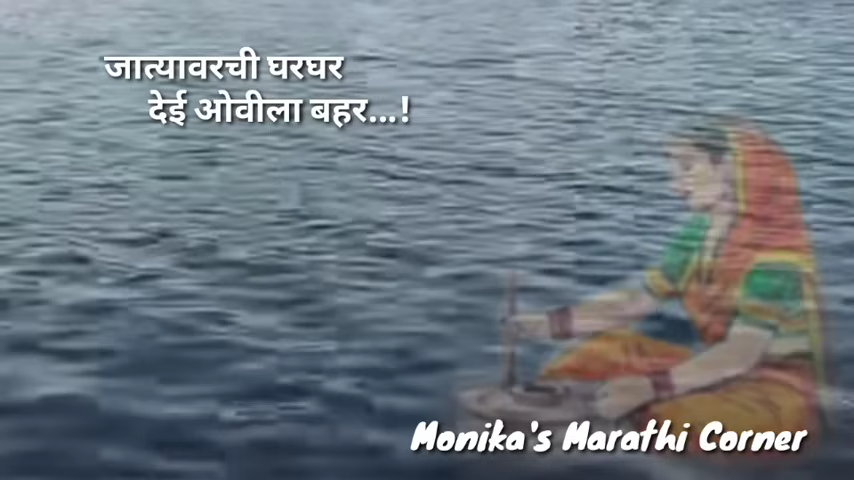 जात्यावरची घरघर
देई ओवीला बहर...!
Monika's Marathi Corner